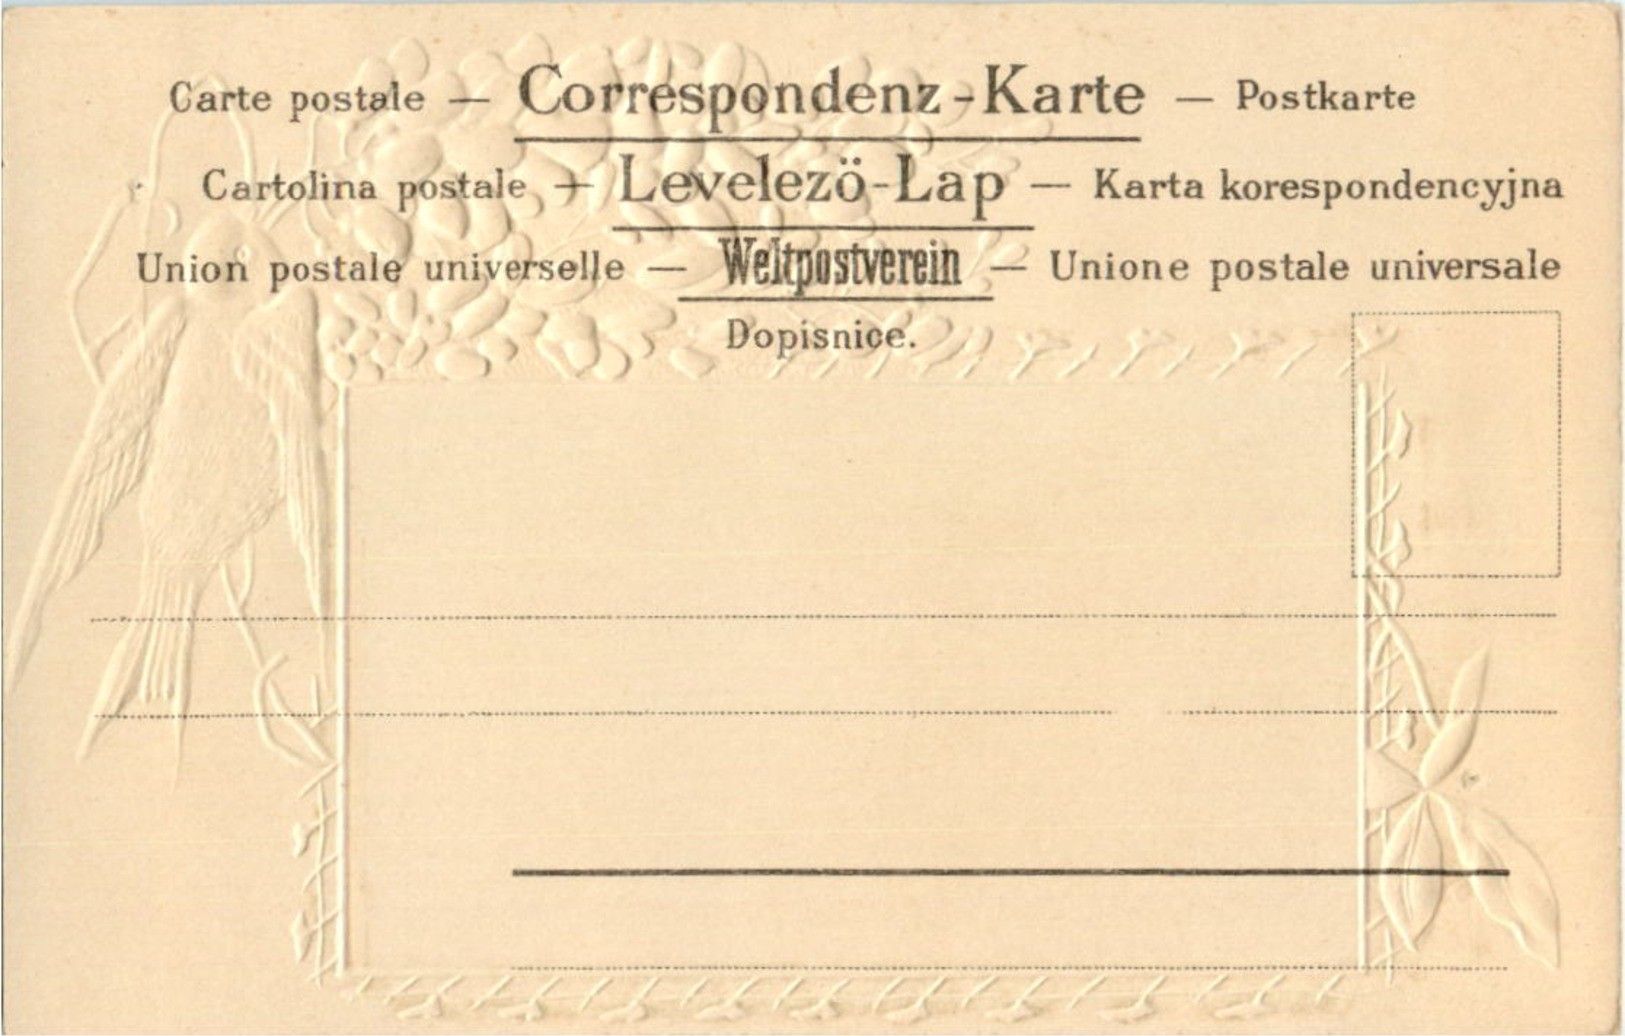 Carte postale — Correspondenz-Karte — Postkarte
Cartolina postale — Levelezö-Lap — Karta korespondencyjna
Union postale universelle — Weltpostverein — Unione postale universale
Dopisnice.